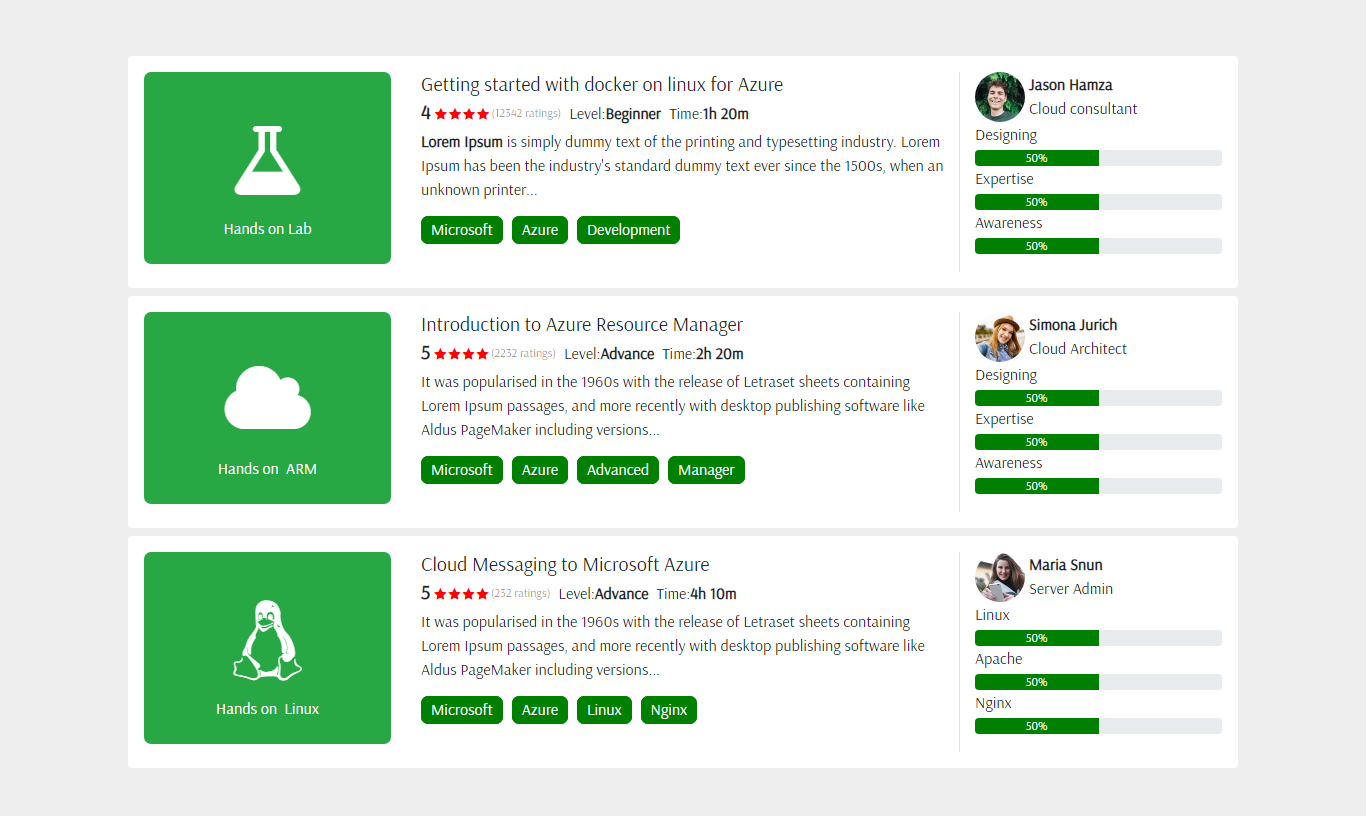 Hands on Lab
Getting started with docker on linux for Azure
4 ★★★★ (12342 ratings) Level:Beginner Time:1h 20m
Lorem Ipsum is simply dummy text of the printing and typesetting industry. Lorem
Ipsum has been the industry's standard dummy text ever since the 1500s, when an
unknown printer...
Microsoft Azure Development
Jason Hamza
Cloud consultant
Designing
50%
Expertise
50%
Awareness
50%
Hands on ARM
Introduction to Azure Resource Manager
5 ★★★★ (2232 ratings) Level:Advance Time:2h 20m
It was popularised in the 1960s with the release of Letraset sheets containing
Lorem Ipsum passages, and more recently with desktop publishing software like
Aldus PageMaker including versions...
Microsoft Azure Advanced Manager
Simona Jurich
Cloud Architect
Designing
50%
Expertise
50%
Awareness
50%
Hands on Linux
Cloud Messaging to Microsoft Azure
5 ★★★★ (232 ratings) Level:Advance Time:4h 10m
It was popularised in the 1960s with the release of Letraset sheets containing
Lorem Ipsum passages, and more recently with desktop publishing software like
Aldus PageMaker including versions...
Microsoft Azure Linux Nginx
Maria Snun
Server Admin
Linux
50%
Apache
50%
Nginx
50%